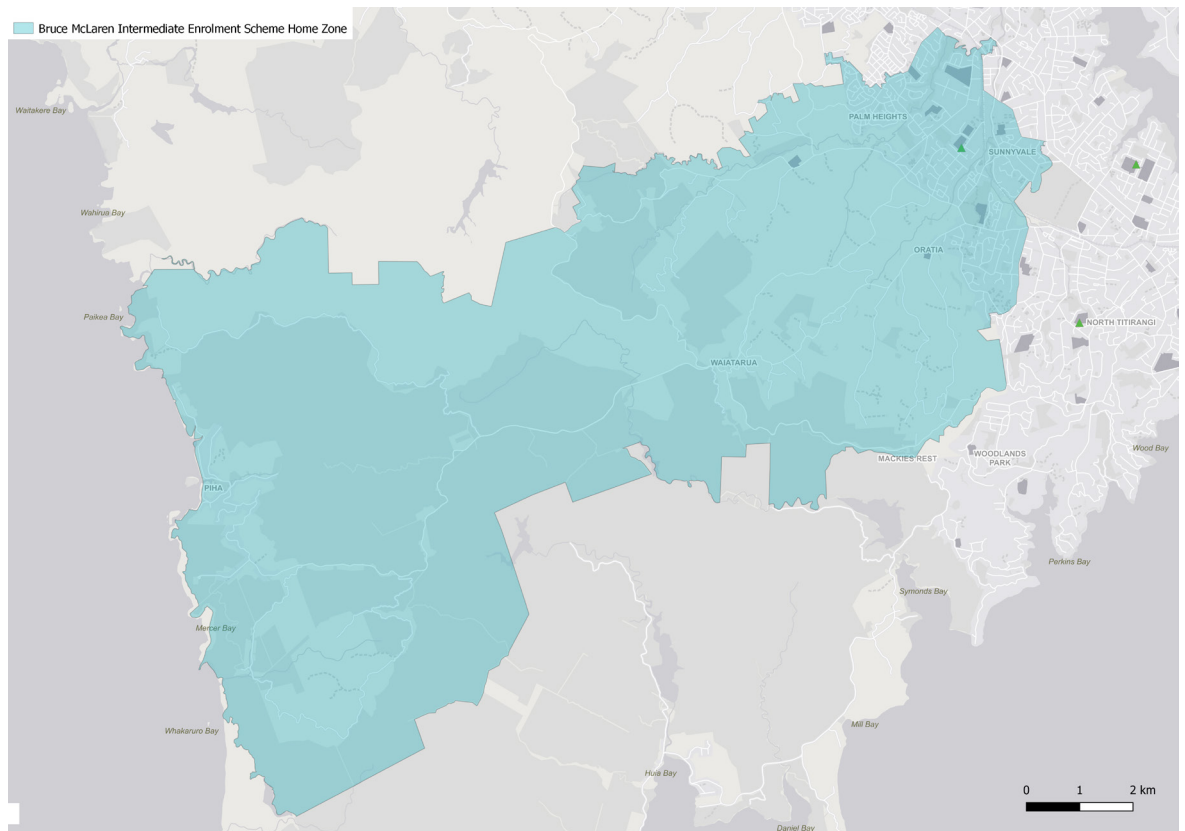 Bruce McLaren Intermediate Enrolment Scheme Home Zone
Waitakere Bay
PALM HEIGHTS
SUNNYVALE
Wahirua Bay
ORATIA
Paikea Bay
NORTH TITIRANGI
WAIATARUA
Wood Bay
MACKIES REST
WOODLANDS
PARK
PIHA
Perkins Bay
Symonds Bay
Mercer Bay
Mill Bay
Whakaruro Bay
Huia Bay
0 1 2 km
Daniel Bay